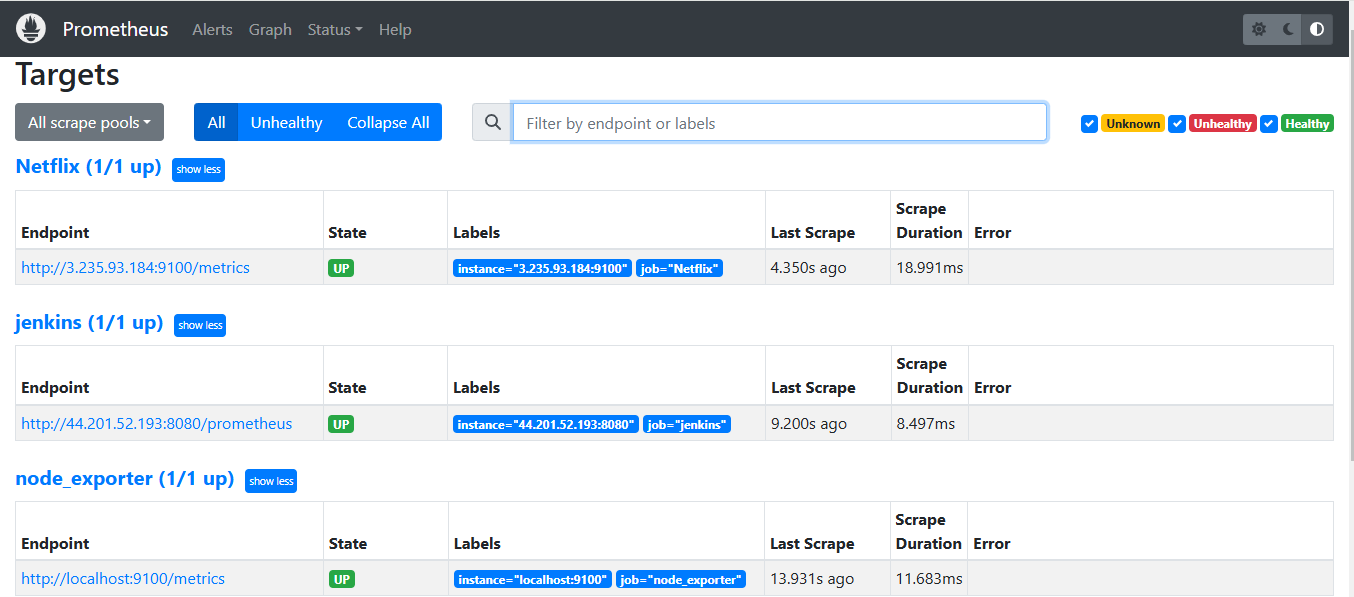 Prometheus Alerts Graph Status Help
Targets
All scrape pools All Unhealthy Collapse All Filter by endpoint or labels Unknown Unhealthy Healthy
Netflix (1/1 up) show less
Endpoint State Labels Last Scrape Scrape Duration Error
http://3.235.93.184:9100/metrics UP instance="3.235.93.184:9100" job="Netflix" 4.350s ago 18.991ms
jenkins (1/1 up) show less
Endpoint State Labels Last Scrape Scrape Duration Error
http://44.201.52.193:8080/prometheus UP instance="44.201.52.193:8080" job="jenkins" 9.200s ago 8.497ms
node_exporter (1/1 up) show less
Endpoint State Labels Last Scrape Scrape Duration Error
http://localhost:9100/metrics UP instance="localhost:9100" job="node_exporter" 13.931s ago 11.683ms